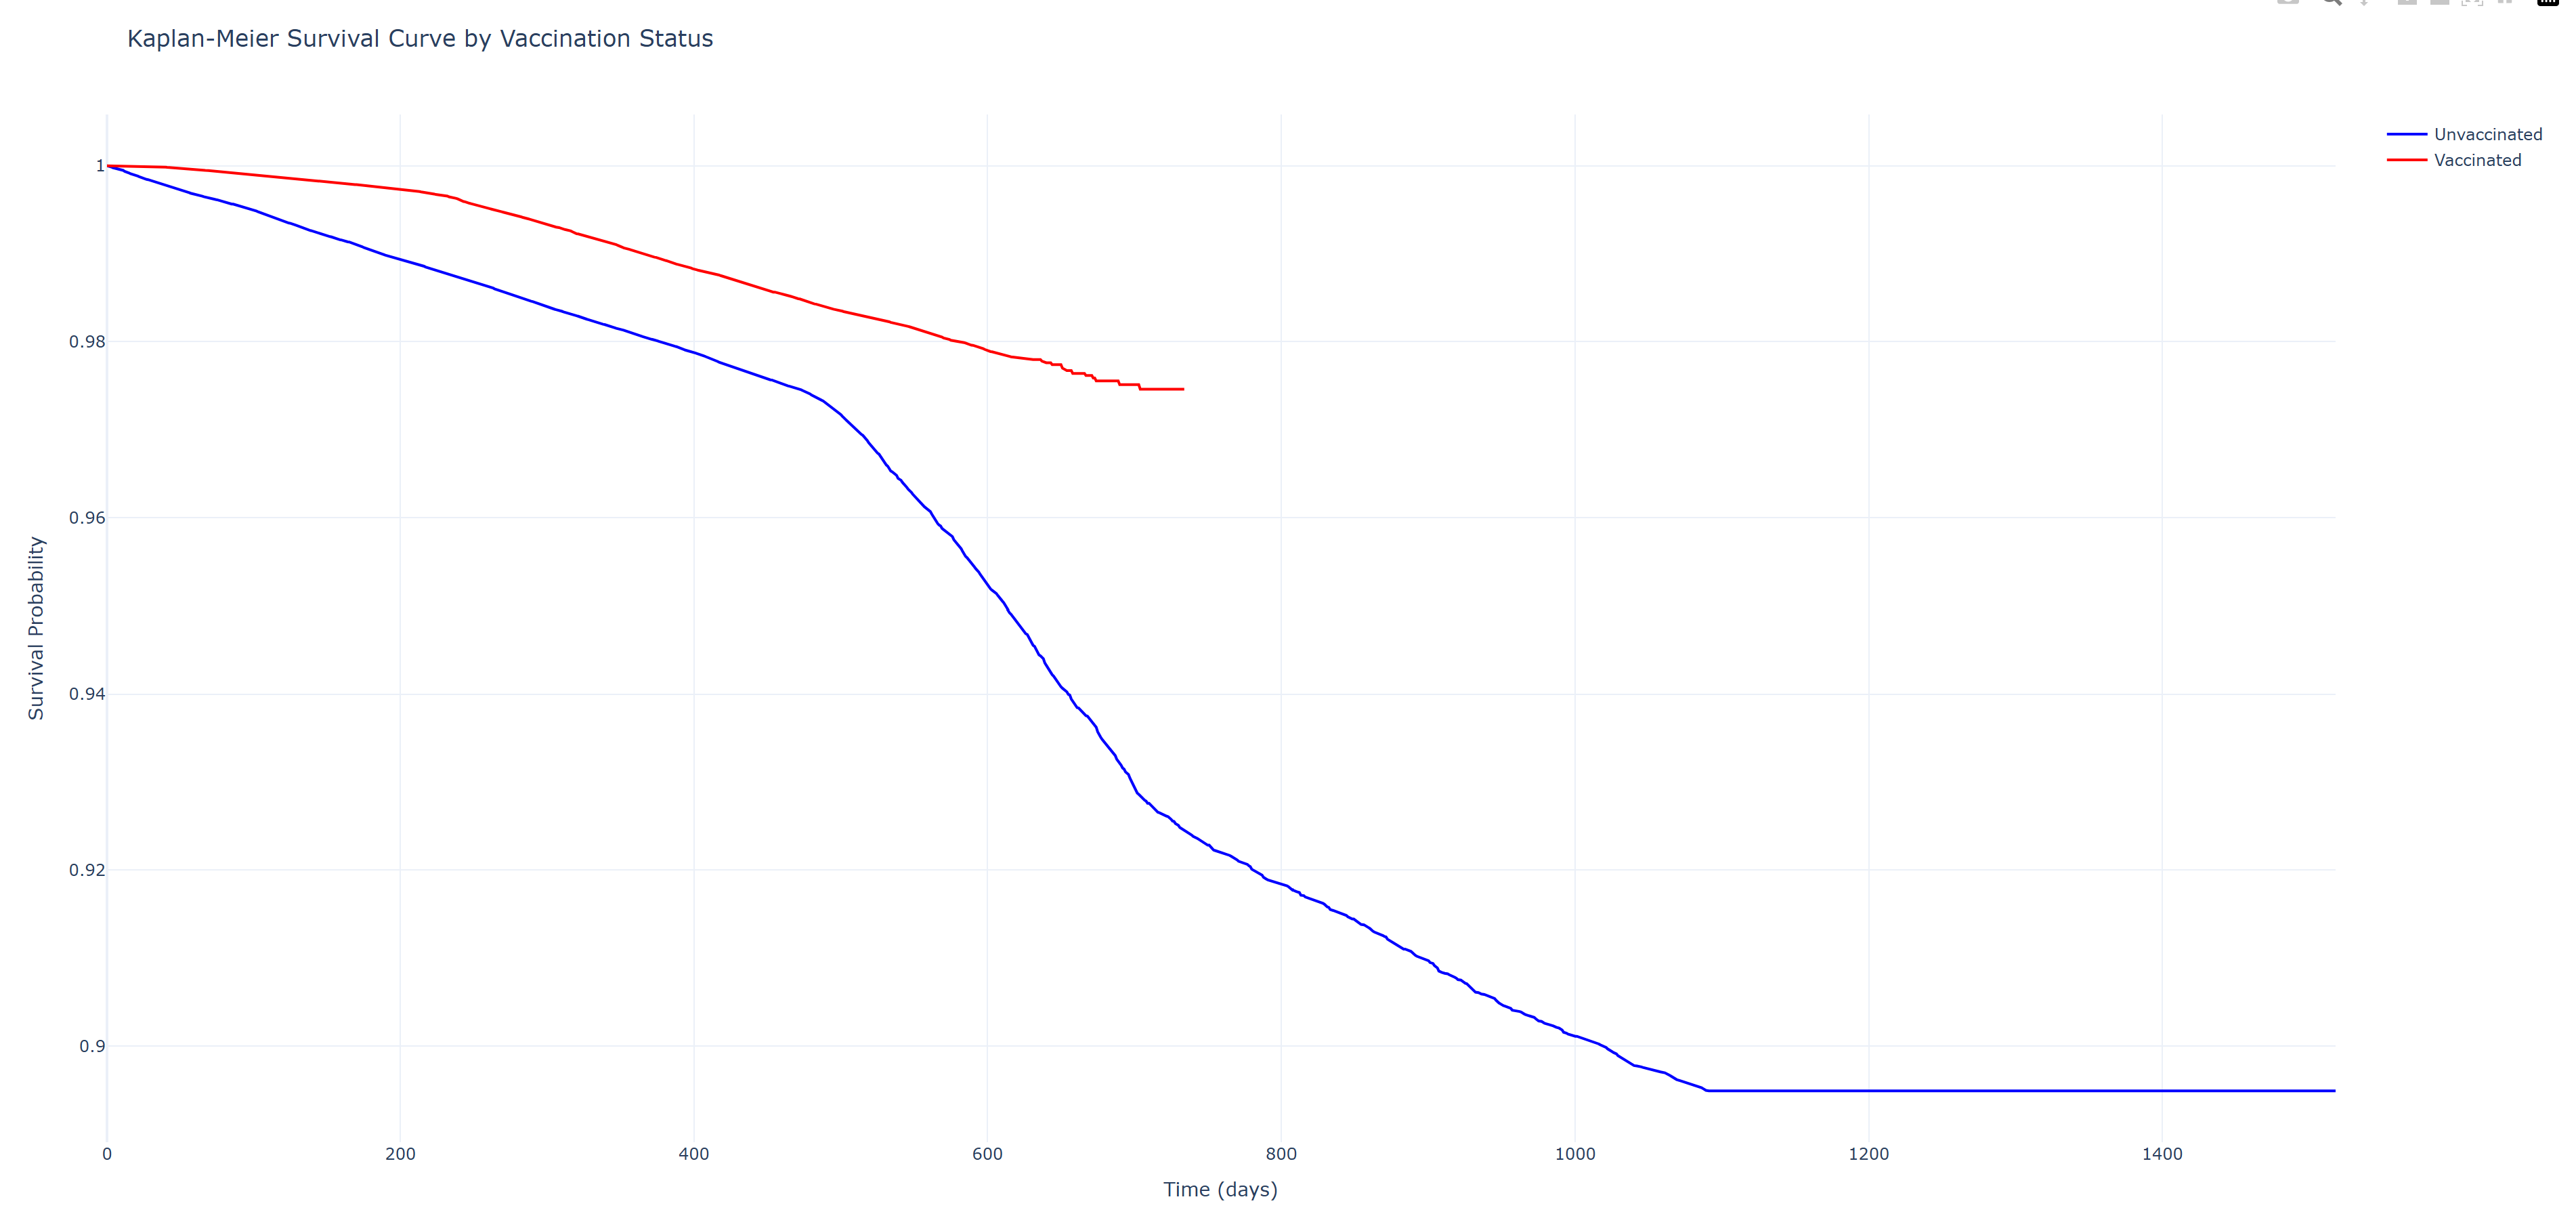 Kaplan-Meier Survival Curve by Vaccination Status
Unvaccinated
Vaccinated
Survival Probability
1
0.98
0.96
0.94
0.92
0.9
0 200 400 600 800 1000 1200 1400
Time (days)